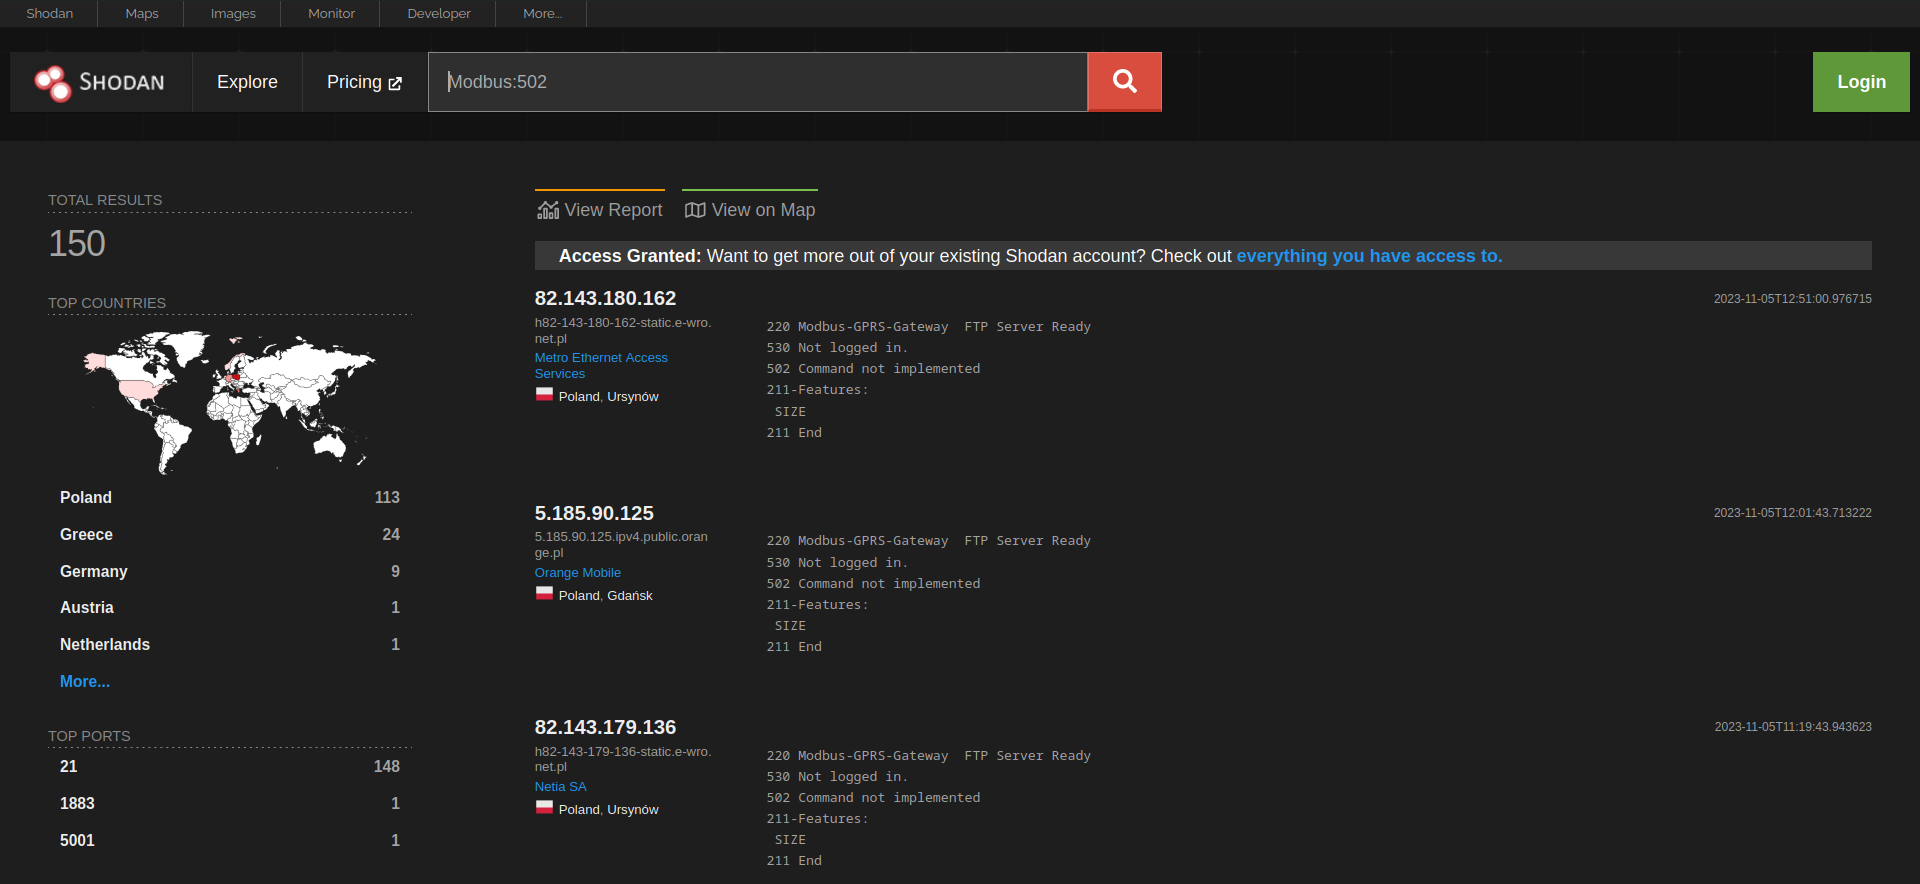 Shodan
Maps
Images
Monitor
Developer
More...
SHODAN
Explore
Pricing
Modbus:502
Login
TOTAL RESULTS
150
TOP COUNTRIES
Poland 113
Greece 24
Germany 9
Austria 1
Netherlands 1
More...
TOP PORTS
21 148
1883 1
5001 1
View Report
View on Map
Access Granted: Want to get more out of your existing Shodan account? Check out everything you have access to.
82.143.180.162
2023-11-05T12:51:00.976715
h82-143-180-162-static.e-wro.
net.pl
Metro Ethernet Access
Services
Poland, Ursynów
220 Modbus-GPRS-Gateway  FTP Server Ready
530 Not logged in.
502 Command not implemented
211-Features:
 SIZE
211 End
5.185.90.125
2023-11-05T12:01:43.713222
5.185.90.125.ipv4.public.oran
ge.pl
Orange Mobile
Poland, Gdańsk
220 Modbus-GPRS-Gateway  FTP Server Ready
530 Not logged in.
502 Command not implemented
211-Features:
 SIZE
211 End
82.143.179.136
2023-11-05T11:19:43.943623
h82-143-179-136-static.e-wro.
net.pl
Netia SA
Poland, Ursynów
220 Modbus-GPRS-Gateway  FTP Server Ready
530 Not logged in.
502 Command not implemented
211-Features:
 SIZE
211 End